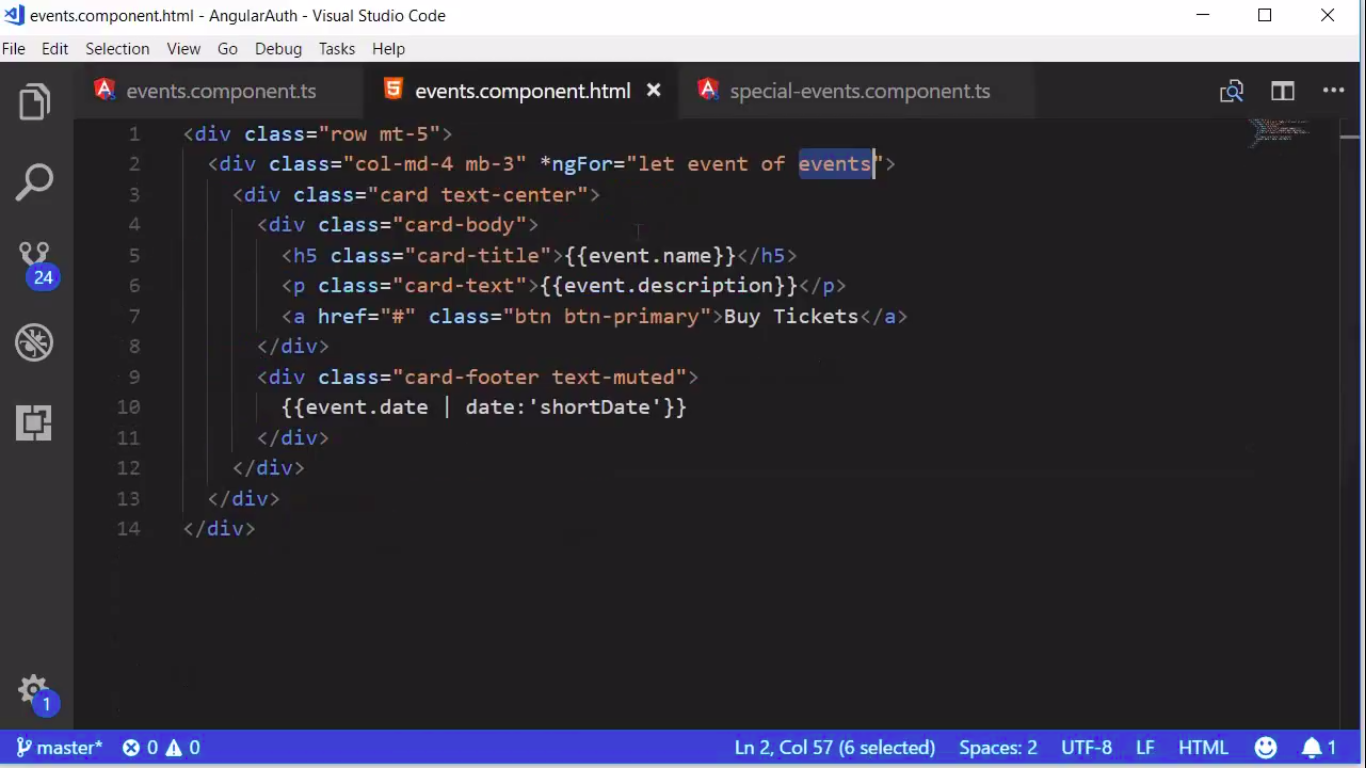 events.component.html - AngularAuth - Visual Studio Code
File Edit Selection View Go Debug Tasks Help
events.component.ts events.component.html special-events.component.ts
1 <div class="row mt-5">
2 <div class="col-md-4 mb-3" *ngFor="let event of events">
3 <div class="card text-center">
4 <div class="card-body">
5 <h5 class="card-title">{{event.name}}</h5>
6 <p class="card-text">{{event.description}}</p>
7 <a href="#" class="btn btn-primary">Buy Tickets</a>
8 </div>
9 <div class="card-footer text-muted">
10 {{event.date | date:'shortDate'}}
11 </div>
12 </div>
13 </div>
14 </div>
24
1
master* 0 0 Ln 2, Col 57 (6 selected) Spaces: 2 UTF-8 LF HTML 1